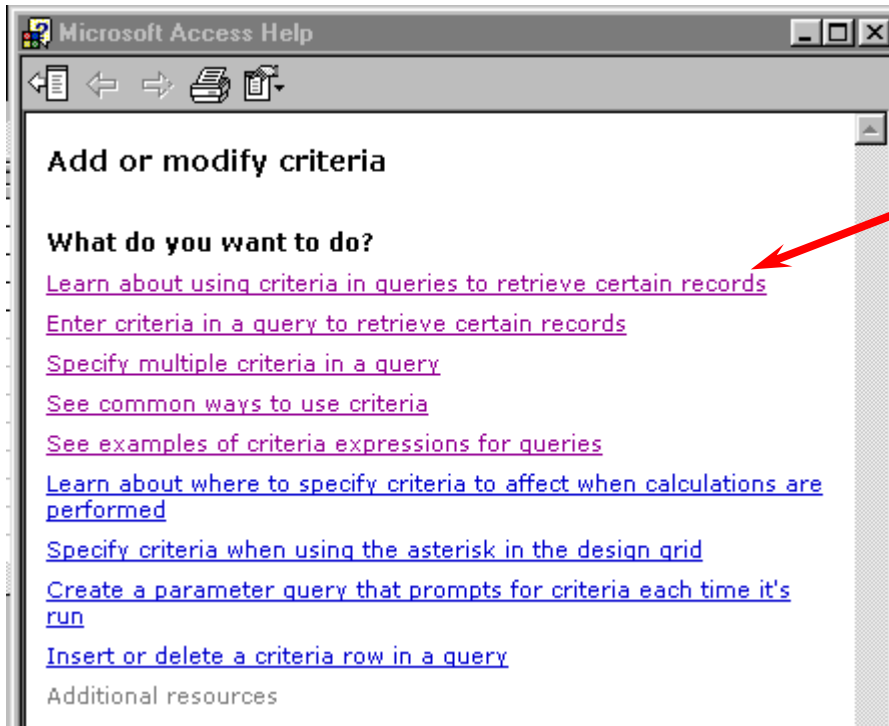 Microsoft Access Help
Add or modify criteria
What do you want to do?
Learn about using criteria in queries to retrieve certain records
Enter criteria in a query to retrieve certain records
Specify multiple criteria in a query
See common ways to use criteria
See examples of criteria expressions for queries
Learn about where to specify criteria to affect when calculations are
performed
Specify criteria when using the asterisk in the design grid
Create a parameter query that prompts for criteria each time it's
run
Insert or delete a criteria row in a query
Additional resources